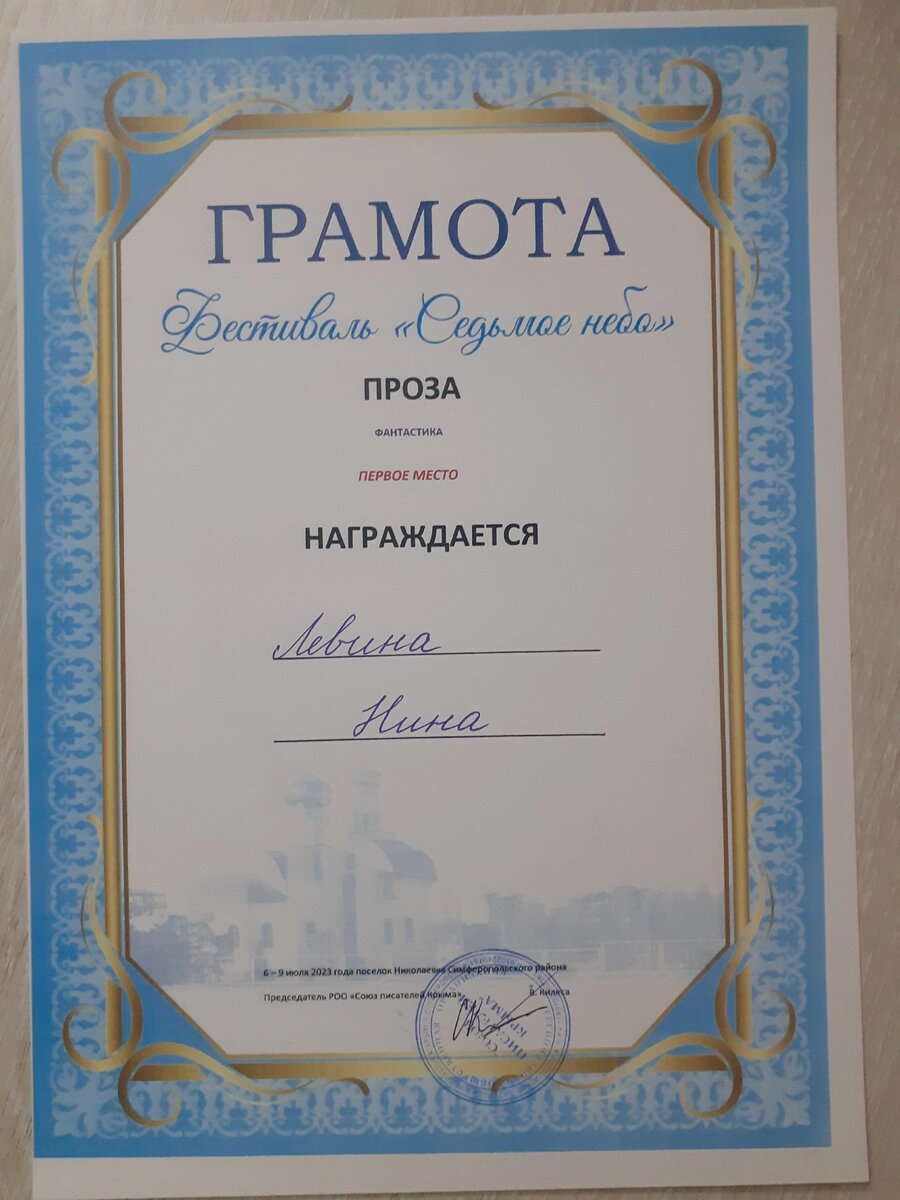 ГРАМОТА
Фестиваль «Седьмое небо»
ПРОЗА
ФАНТАСТИКА
ПЕРВОЕ МЕСТО
НАГРАЖДАЕТСЯ
Левина
Нина
6 – 9 июля 2023 года поселок Николаевка Симферопольского района
Председатель РОО «Союз писателей Крыма» В. Килеса